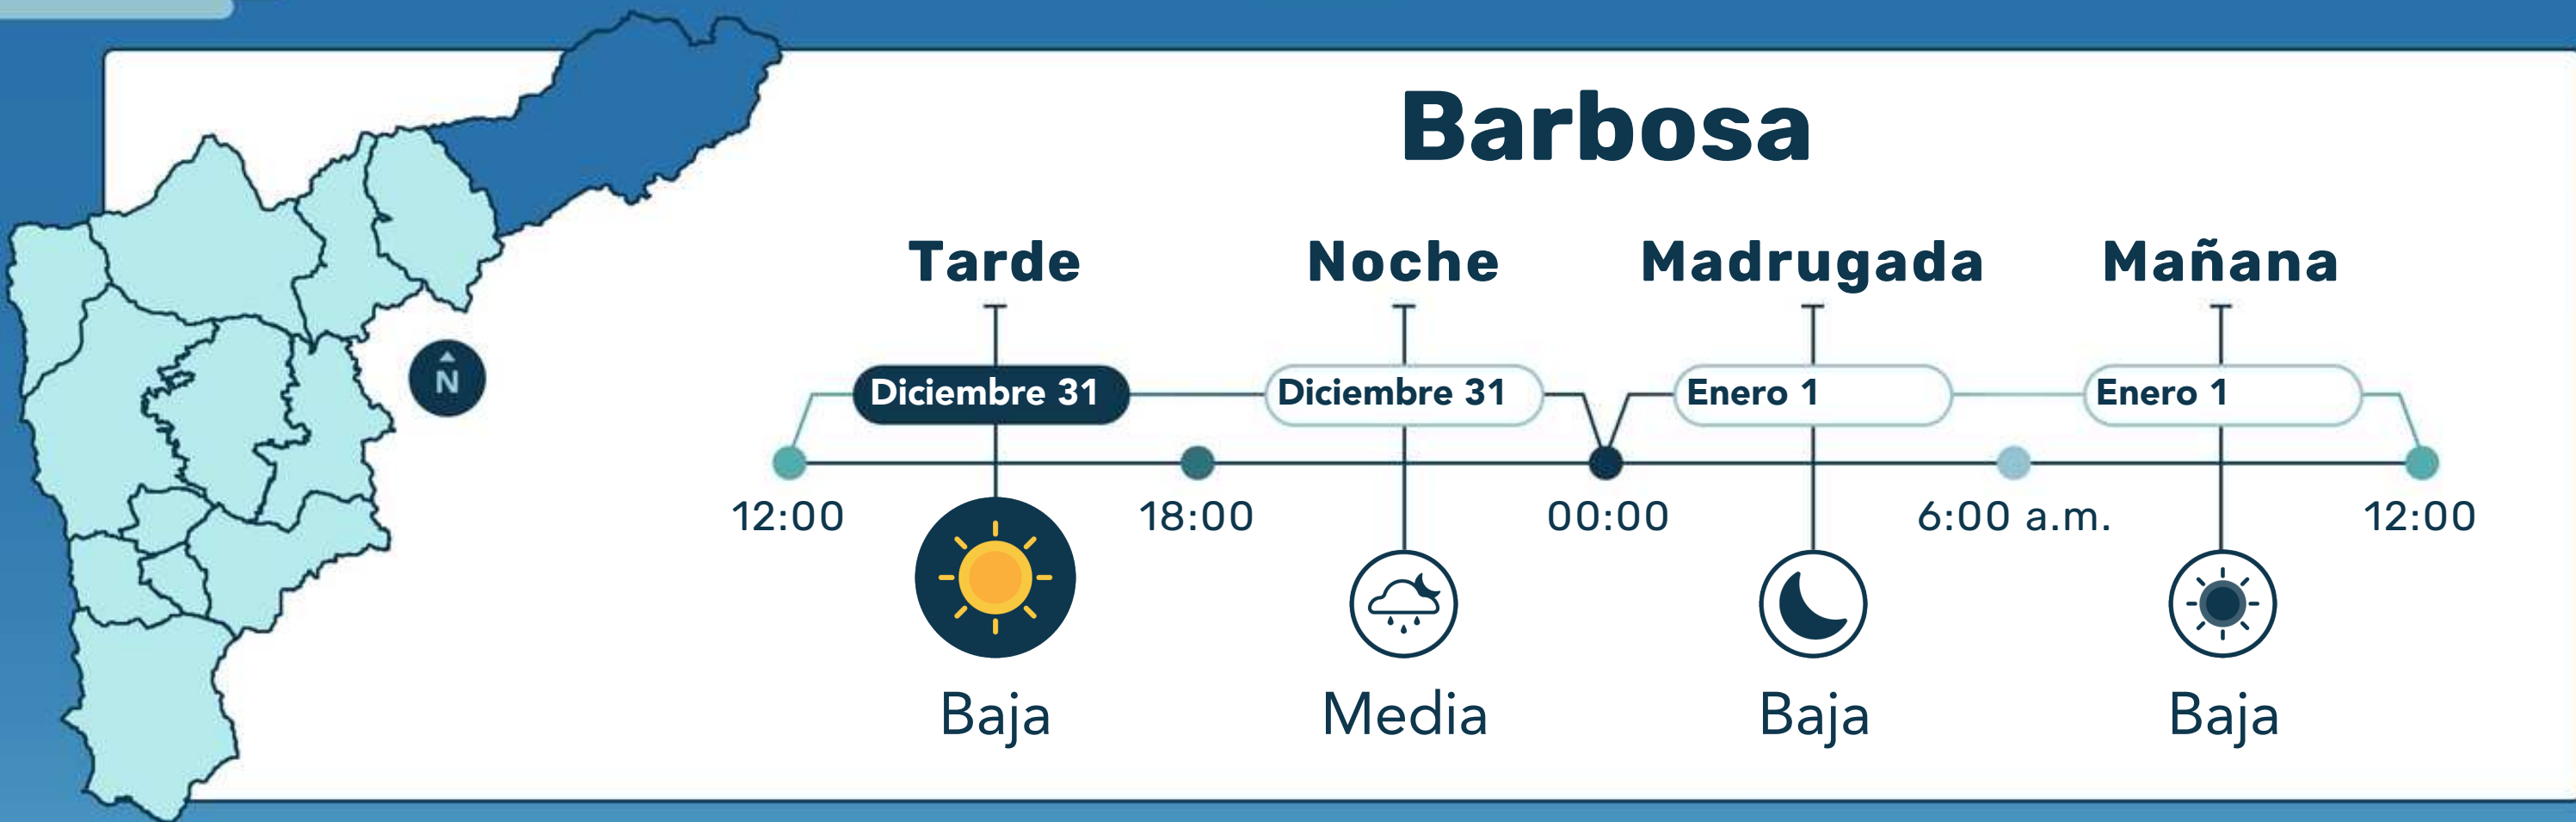 Barbosa
Tarde Noche Madrugada Mañana
N
Diciembre 31 Diciembre 31 Enero 1 Enero 1
12:00 18:00 00:00 6:00 a.m. 12:00
Baja Media Baja Baja